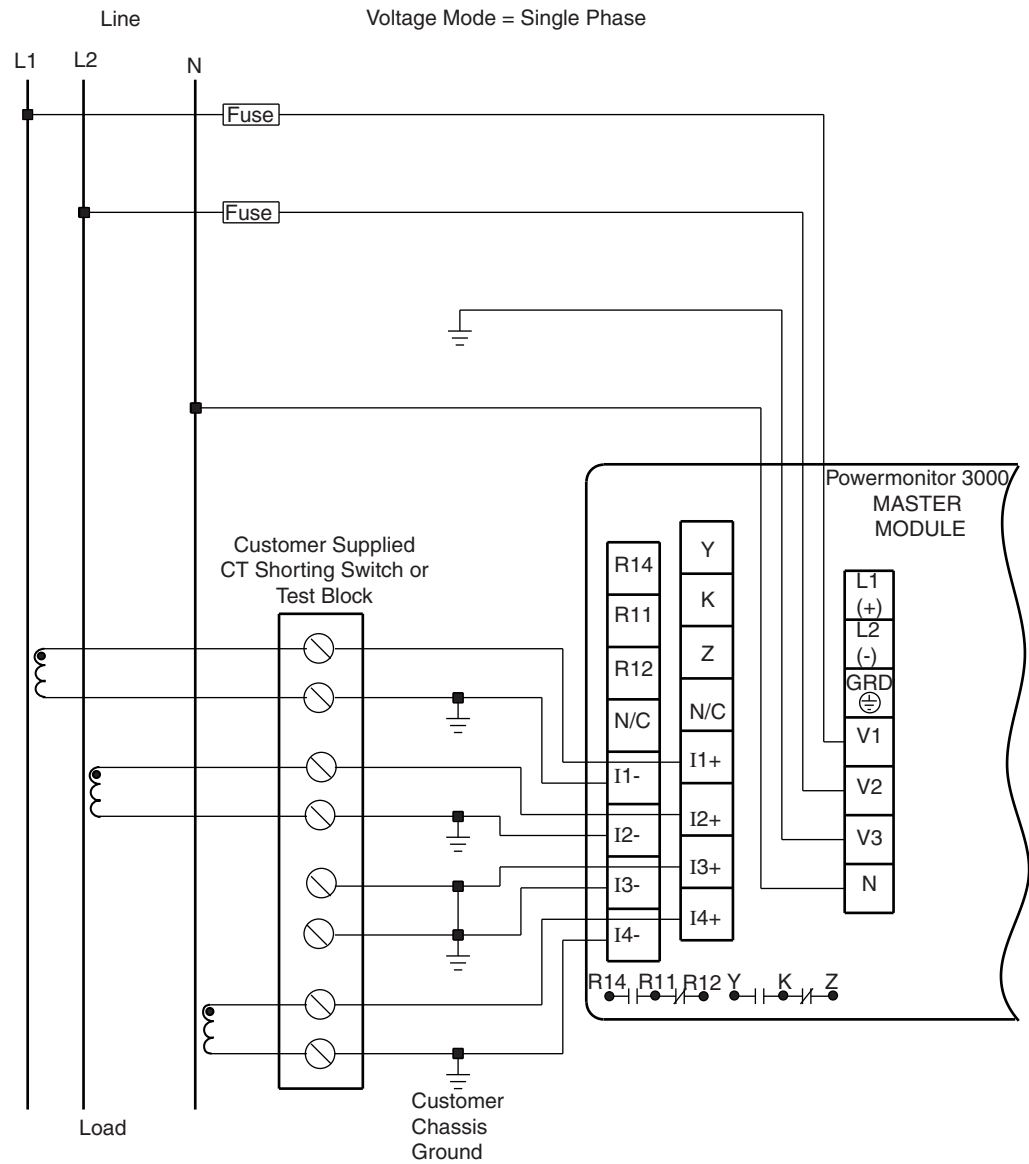 Line
Voltage Mode = Single Phase
L1
L2
N
Fuse
Fuse
Powermonitor 3000
MASTER
MODULE
Customer Supplied
CT Shorting Switch or
Test Block
R14
R11
R12
N/C
I1-
I2-
I3-
I4-
Y
K
Z
N/C
I1+
I2+
I3+
I4+
L1
(+)
L2
(-)
GRD
V1
V2
V3
N
R14 R11 R12 Y K Z
Customer
Chassis
Ground
Load